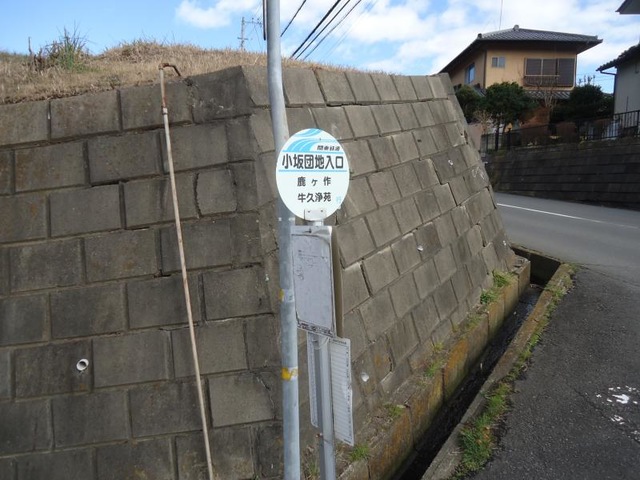 関東鉄道
小坂団地入口
鹿ヶ作
牛久浄苑